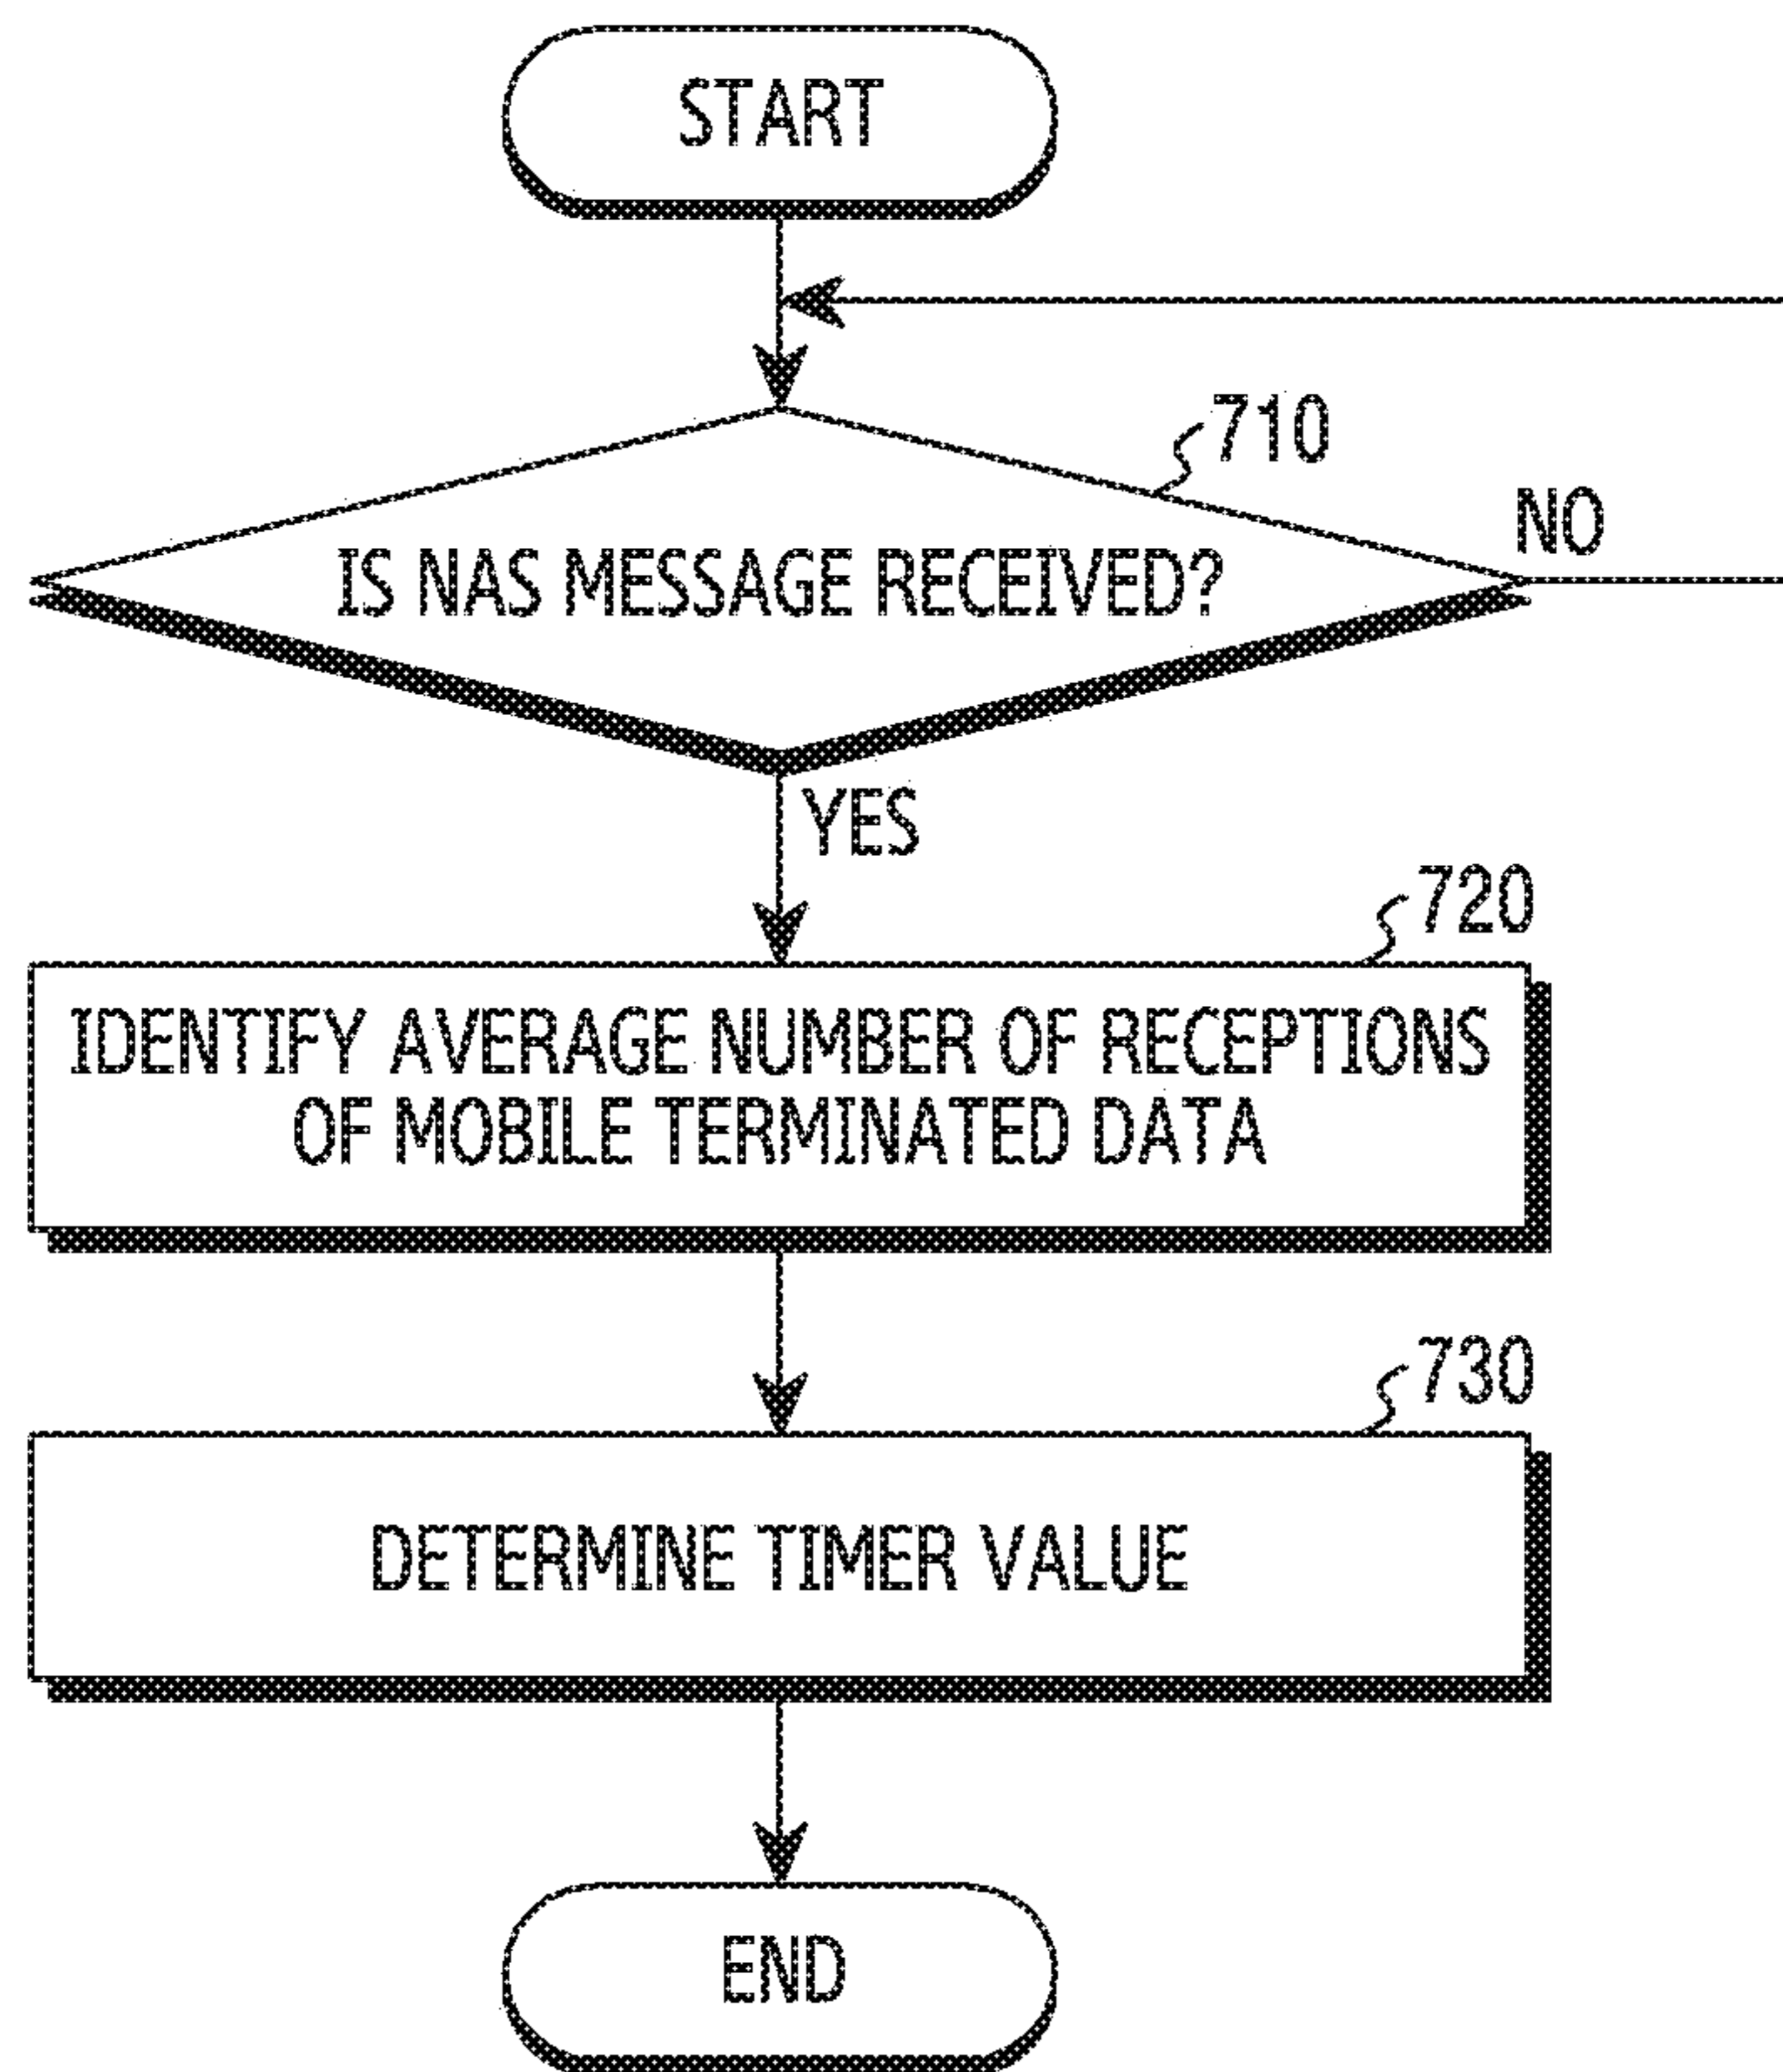 START
710
NO
IS NAS MESSAGE RECEIVED?
YES
720
IDENTIFY AVERAGE NUMBER OF RECEPTIONS
OF MOBILE TERMINATED DATA
730
DETERMINE TIMER VALUE
END